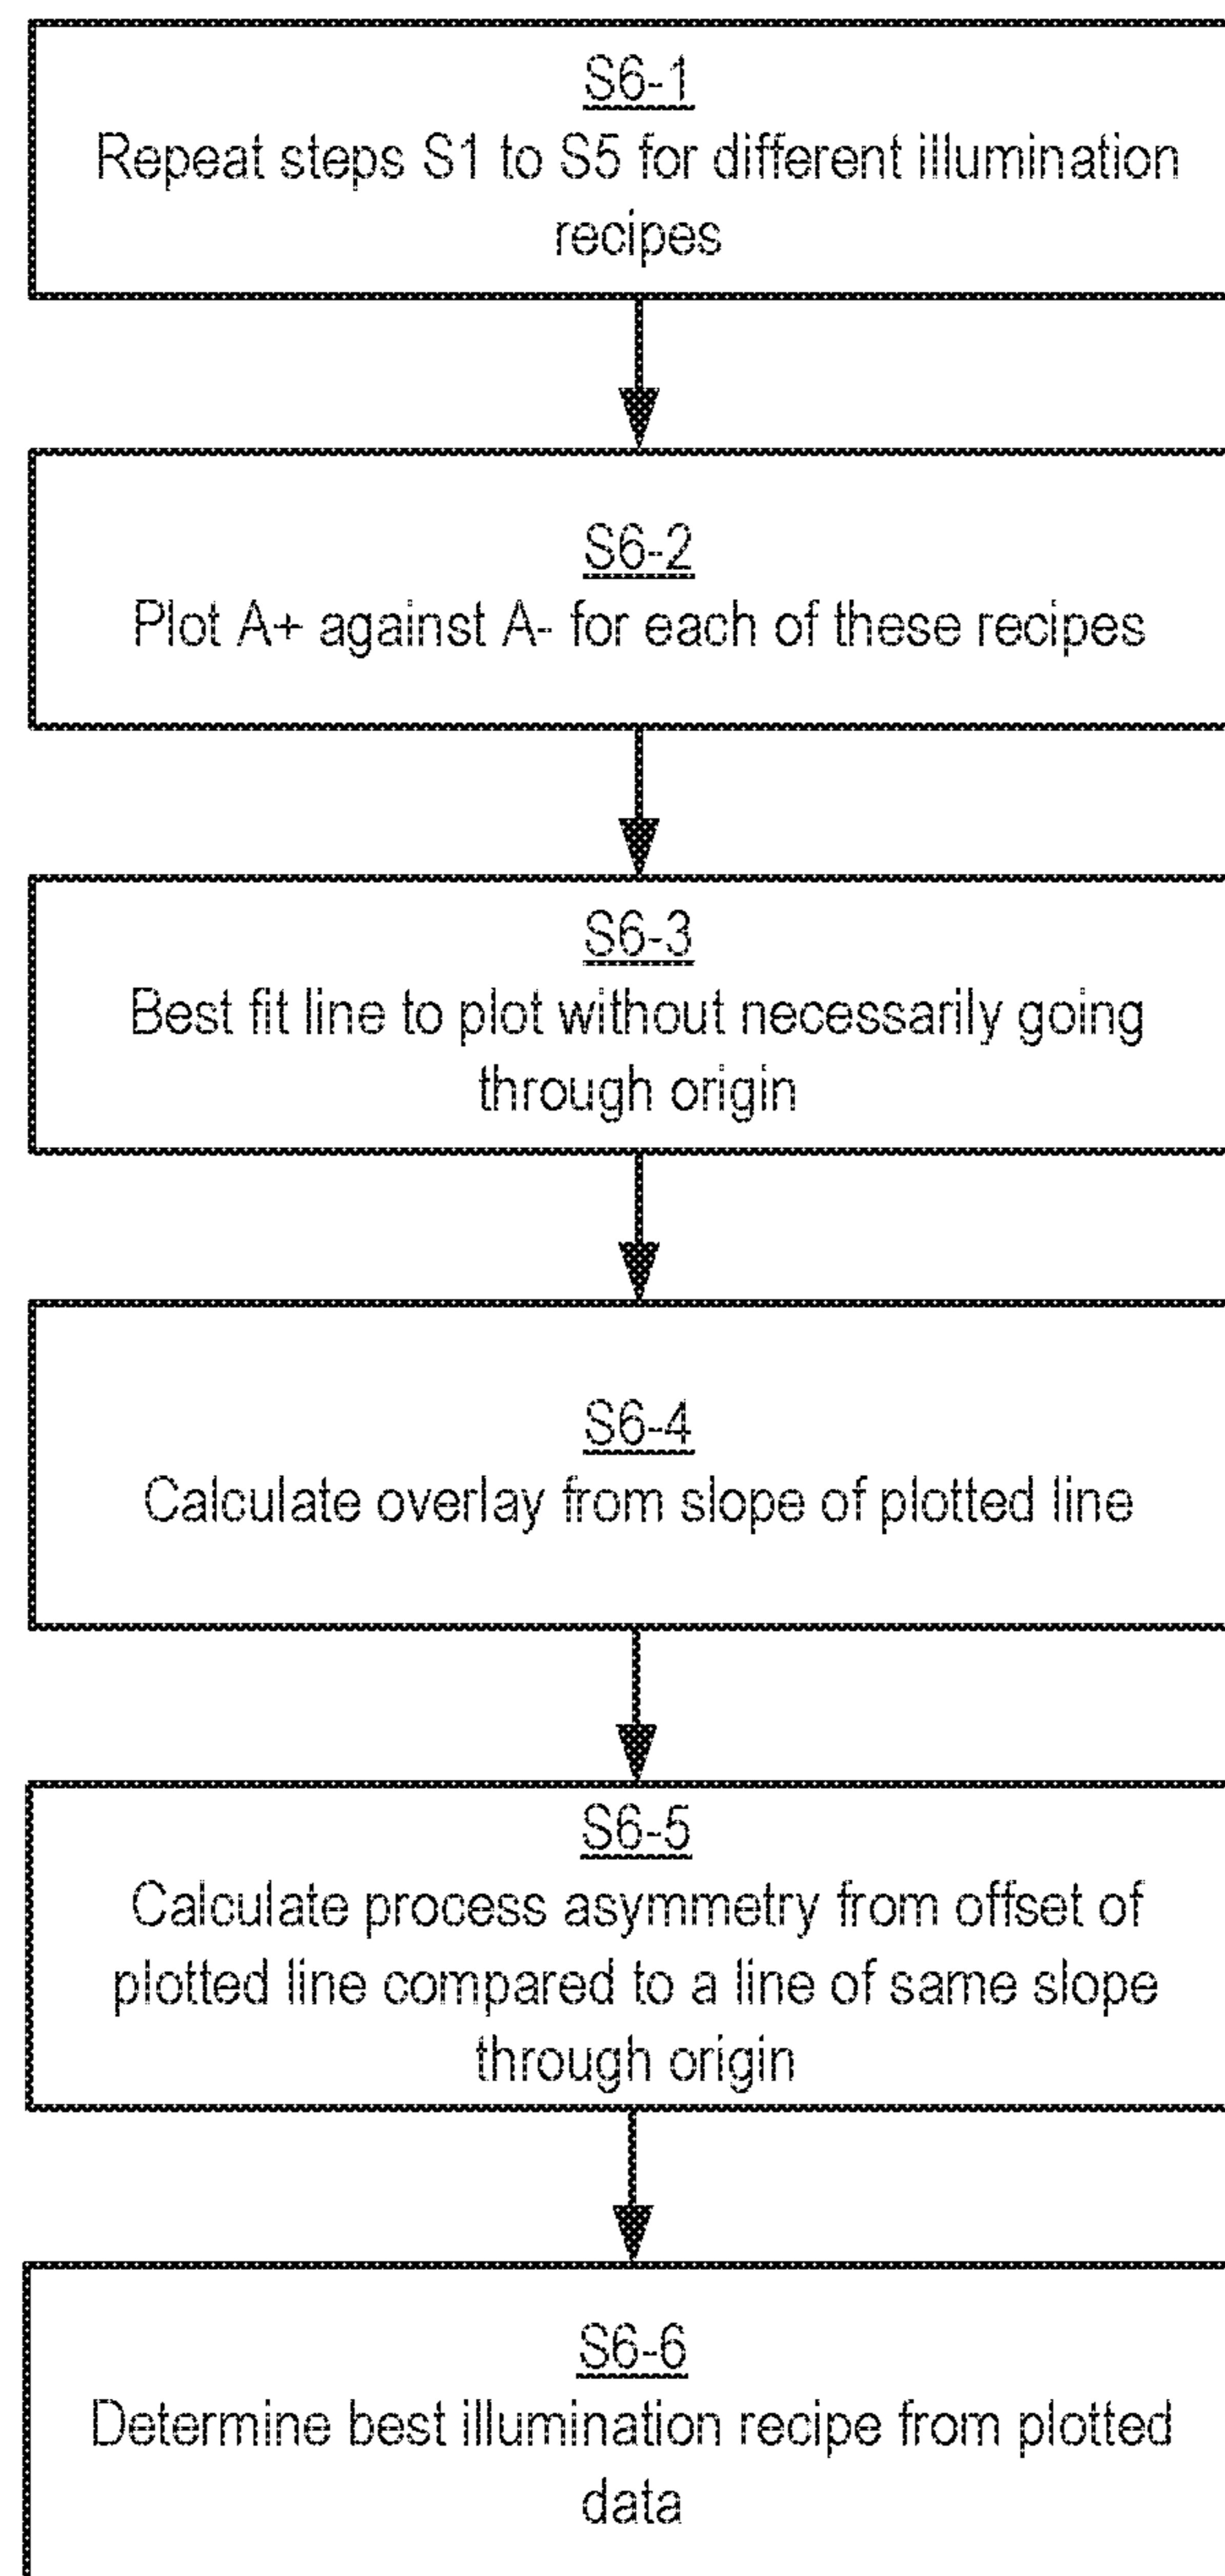 S6-1
Repeat steps S1 to S5 for different illumination
recipes
S6-2
Plot A+ against A- for each of these recipes
S6-3
Best fit line to plot without necessarily going
through origin
S6-4
Calculate overlay from slope of plotted line
S6-5
Calculate process asymmetry from offset of
plotted line compared to a line of same slope
through origin
S6-6
Determine best illumination recipe from plotted
data